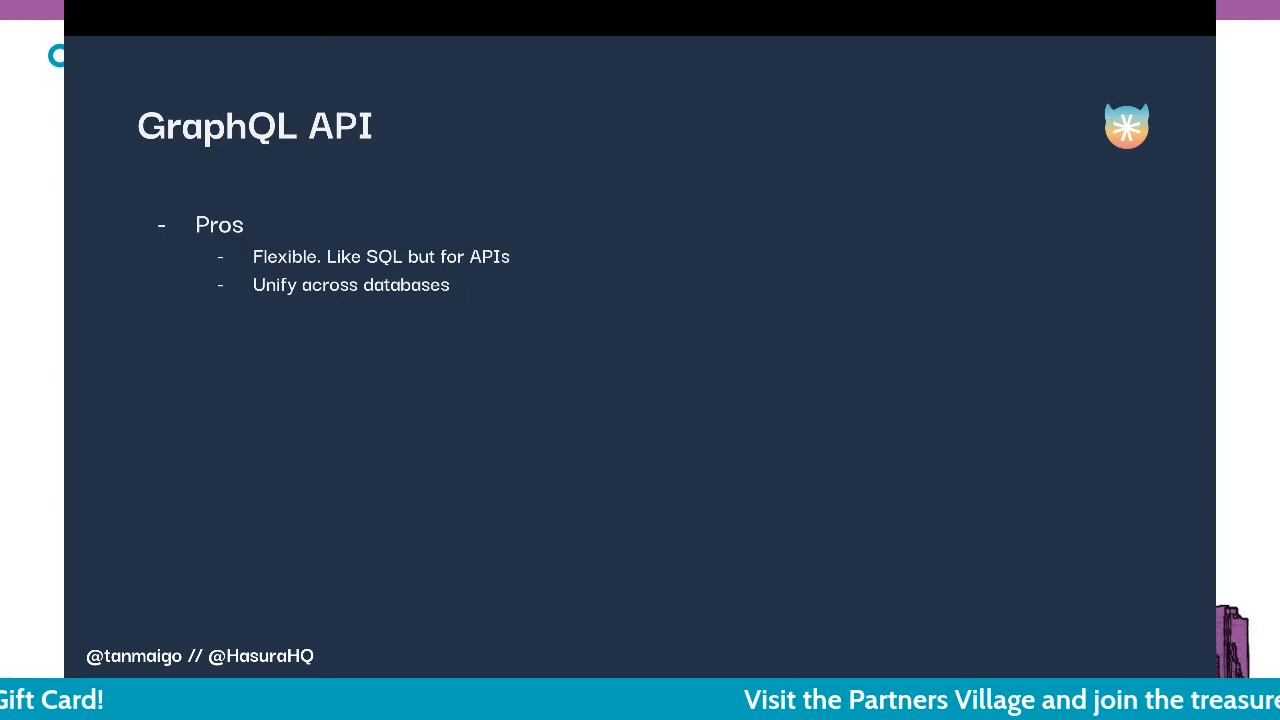 GraphQL API
- Pros
- Flexible. Like SQL but for APIs
- Unify across databases
@tanmaigo // @HasuraHQ
Gift Card!
Visit the Partners Village and join the treasure